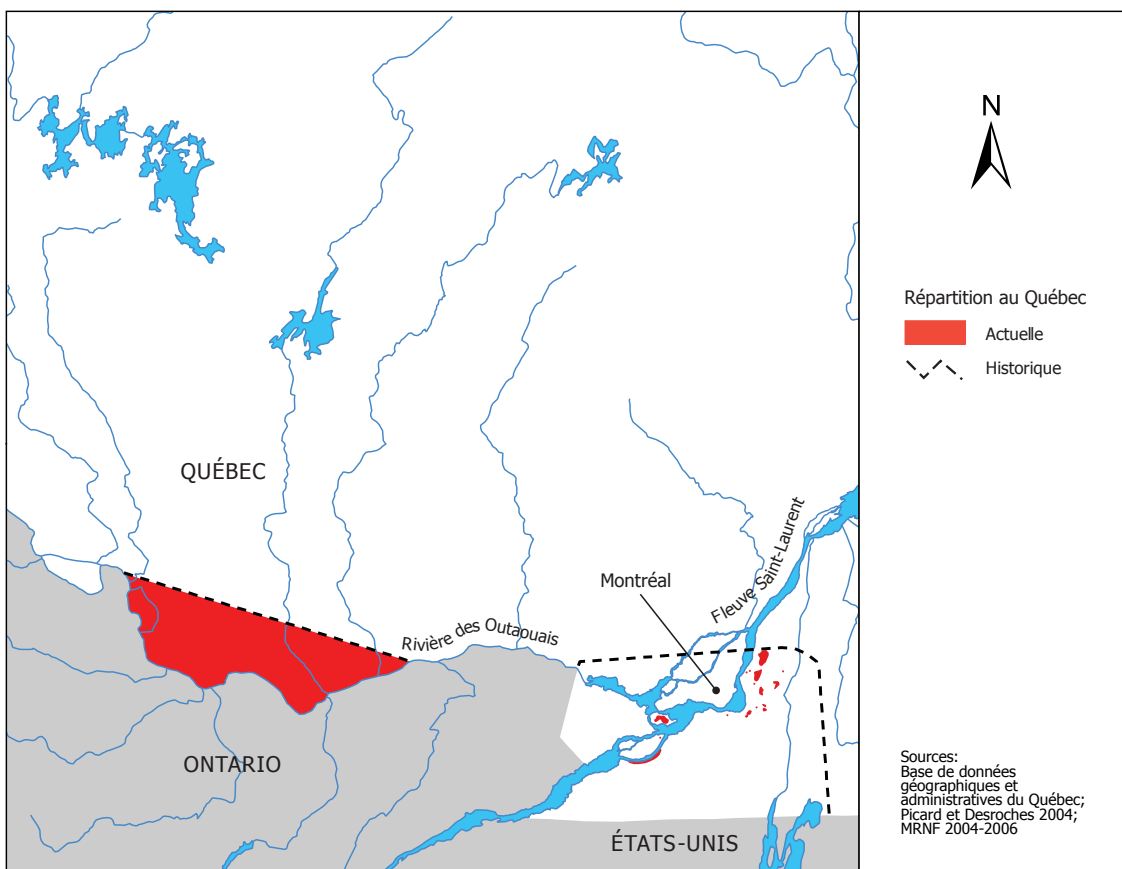 QUÉBEC
Rivière des Outaouais
Montréal
Fleuve Saint-Laurent
ONTARIO
ÉTATS-UNIS
N
Répartition au Québec
Actuelle
Historique
Sources:
Base de données
géographiques et
administratives du Québec;
Picard et Desroches 2004;
MRNF 2004-2006